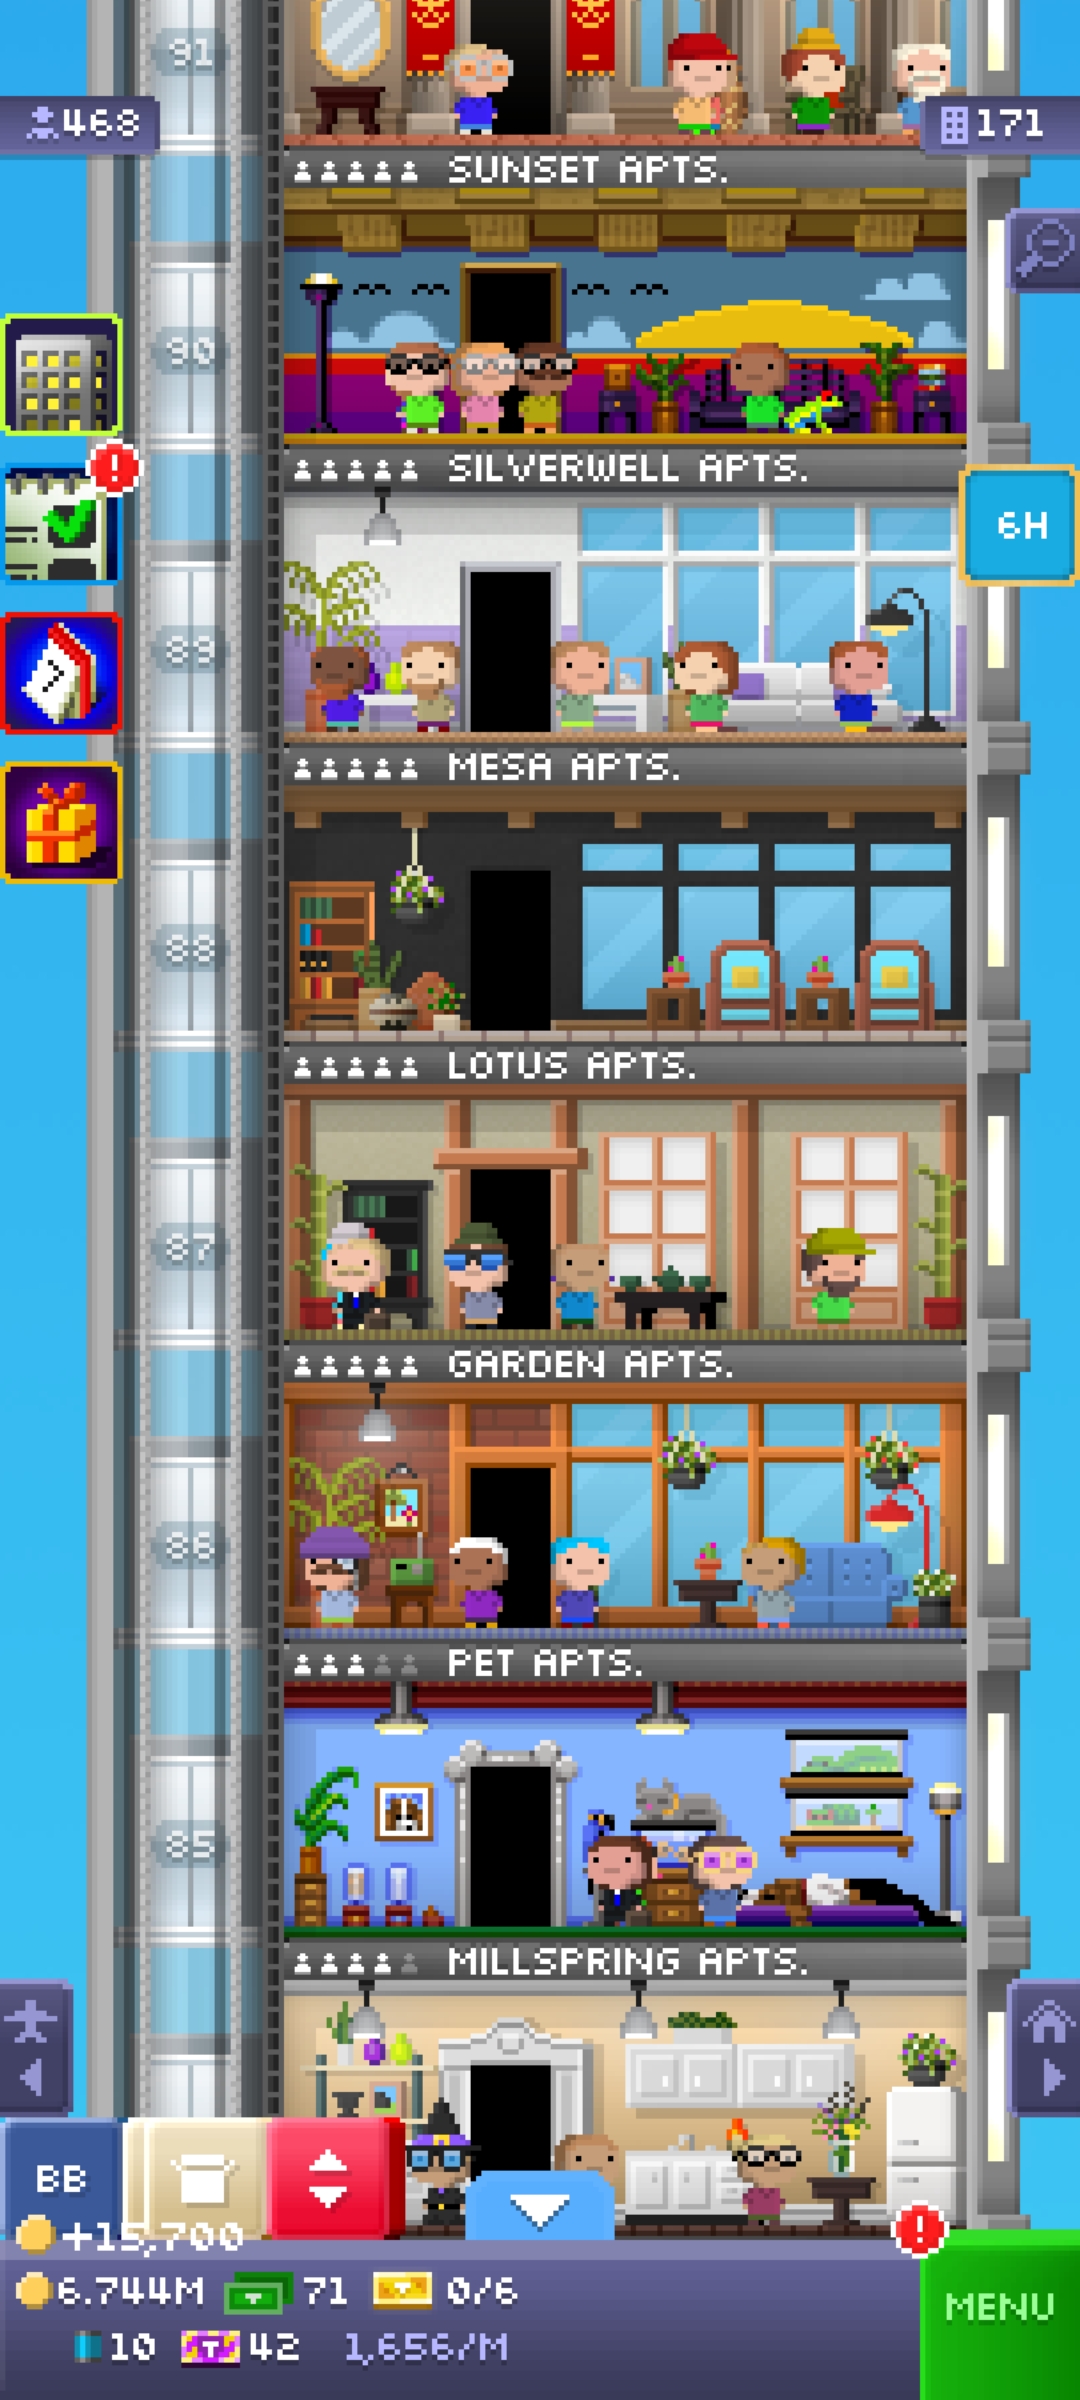 91
468
171
SUNSET APTS.
90
SILVERWELL APTS.
6H
89
7
MESA APTS.
88
LOTUS APTS.
87
GARDEN APTS.
86
PET APTS.
85
MILLSPRING APTS.
BB
+15,700
6.744M 71 0/6
MENU
10 T 42 1,656/M